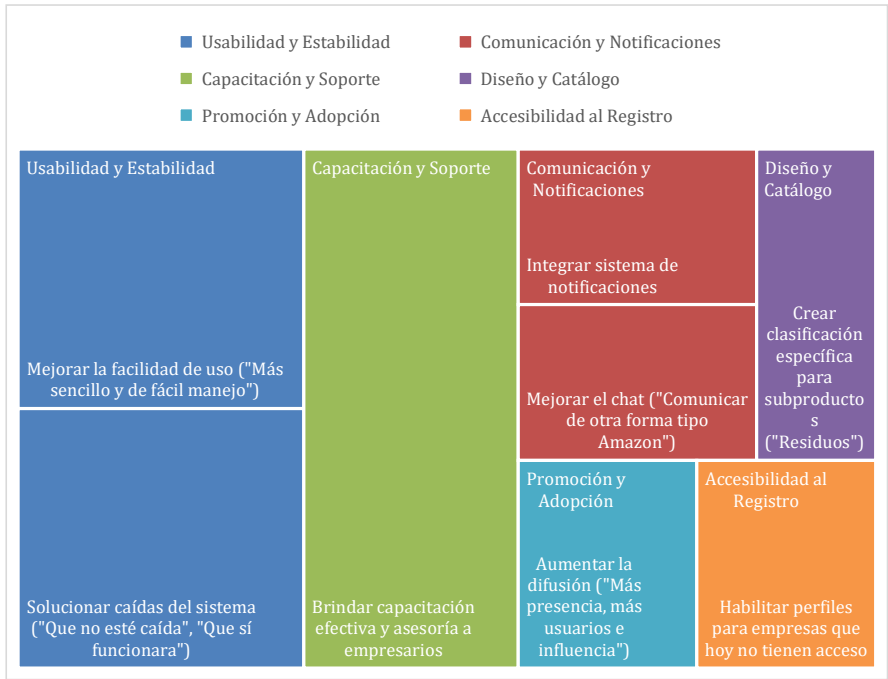 Usabilidad y Estabilidad
Comunicación y Notificaciones
Capacitación y Soporte
Diseño y Catálogo
Promoción y Adopción
Accesibilidad al Registro
Usabilidad y Estabilidad
Mejorar la facilidad de uso ("Más
sencillo y de fácil manejo")
Solucionar caídas del sistema
("Que no esté caída", "Que sí
funcionara")
Capacitación y Soporte
Brindar capacitación
efectiva y asesoría a
empresarios
Comunicación y
Notificaciones
Integrar sistema de
notificaciones
Mejorar el chat ("Comunicar
de otra forma tipo
Amazon")
Diseño y
Catálogo
Crear
clasificación
específica
para
subproducto
s
("Residuos")
Promoción y
Adopción
Aumentar la
difusión ("Más
presencia, más
usuarios e
influencia")
Accesibilidad al
Registro
Habilitar perfiles
para empresas que
hoy no tienen acceso